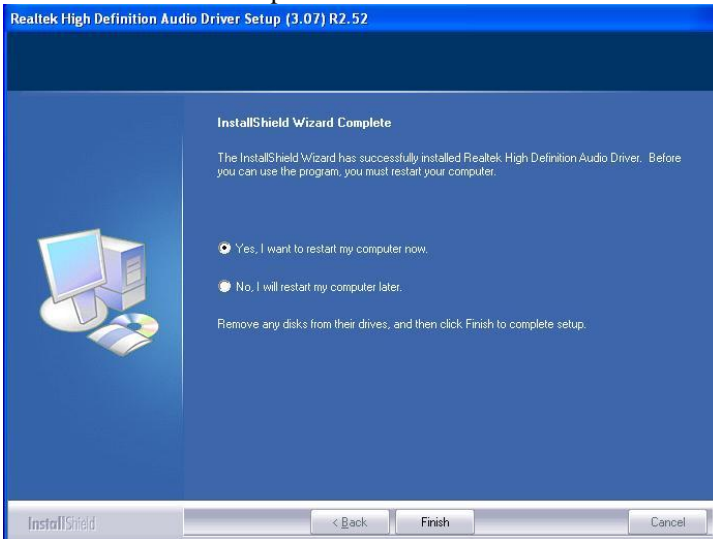 Realtek High Definition Audio Driver Setup (3.07) R2.52
InstallShield Wizard Complete
The InstallShield Wizard has successfully installed Realtek High Definition Audio Driver. Before
you can use the program, you must restart your computer.
Yes, I want to restart my computer now.
No, I will restart my computer later.
Remove any disks from their drives, and then click Finish to complete setup.
InstallShield
< Back
Finish
Cancel